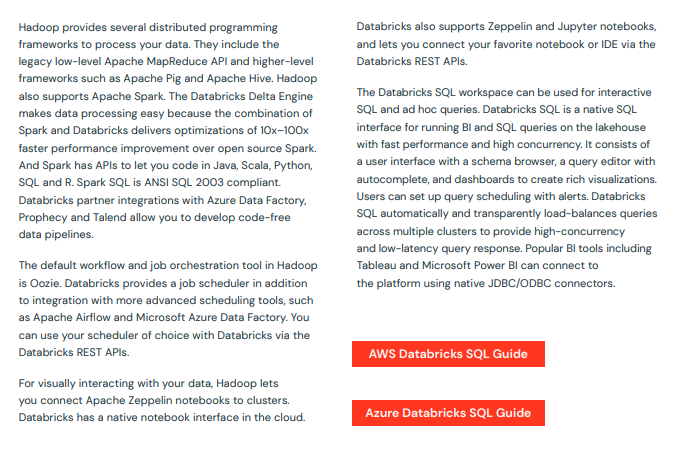 Hadoop provides several distributed programming
frameworks to process your data. They include the
legacy low-level Apache MapReduce API and higher-level
frameworks such as Apache Pig and Apache Hive. Hadoop
also supports Apache Spark. The Databricks Delta Engine
makes data processing easy because the combination of
Spark and Databricks delivers optimizations of 10x–100x
faster performance improvement over open source Spark.
And Spark has APIs to let you code in Java, Scala, Python,
SQL and R. Spark SQL is ANSI SQL 2003 compliant.
Databricks partner integrations with Azure Data Factory,
Prophecy and Talend allow you to develop code-free
data pipelines.
The default workflow and job orchestration tool in Hadoop
is Oozie. Databricks provides a job scheduler in addition
to integration with more advanced scheduling tools, such
as Apache Airflow and Microsoft Azure Data Factory. You
can use your scheduler of choice with Databricks via the
Databricks REST APIs.
For visually interacting with your data, Hadoop lets
you connect Apache Zeppelin notebooks to clusters.
Databricks has a native notebook interface in the cloud.
Databricks also supports Zeppelin and Jupyter notebooks,
and lets you connect your favorite notebook or IDE via the
Databricks REST APIs.
The Databricks SQL workspace can be used for interactive
SQL and ad hoc queries. Databricks SQL is a native SQL
interface for running BI and SQL queries on the lakehouse
with fast performance and high concurrency. It consists of
a user interface with a schema browser, a query editor with
autocomplete, and dashboards to create rich visualizations.
Users can set up query scheduling with alerts. Databricks
SQL automatically and transparently load-balances queries
across multiple clusters to provide high-concurrency
and low-latency query response. Popular BI tools including
Tableau and Microsoft Power BI can connect to
the platform using native JDBC/ODBC connectors.
AWS Databricks SQL Guide
Azure Databricks SQL Guide